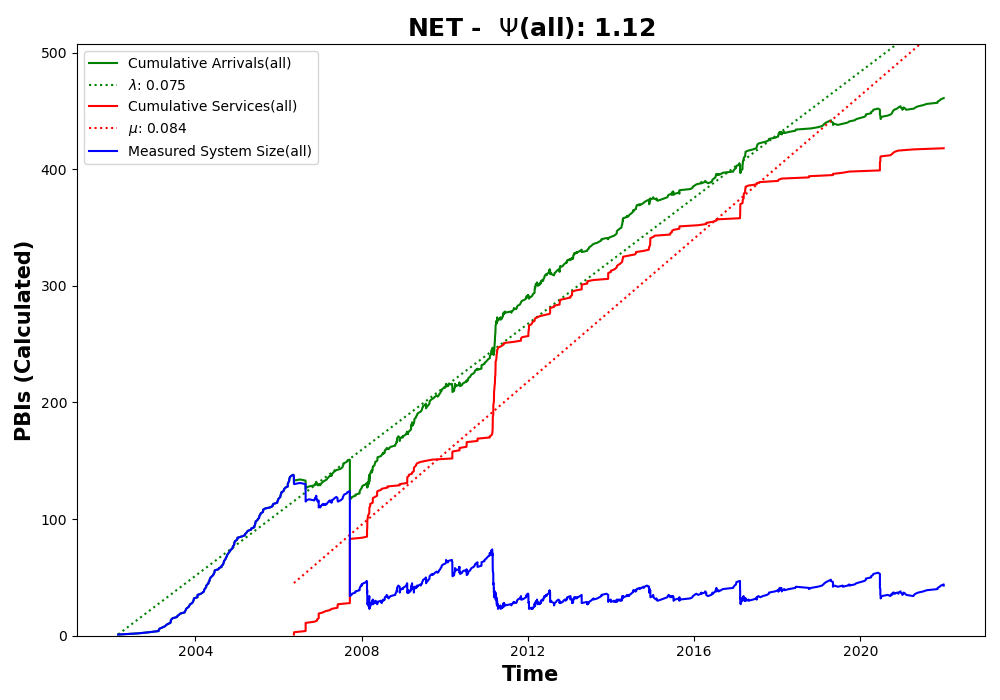 NET - Ψ(all): 1.12
Cumulative Arrivals(all)
λ: 0.075
Cumulative Services(all)
μ: 0.084
Measured System Size(all)
PBIs (Calculated)
500
400
300
200
100
0
2004 2008 2012 2016 2020
Time